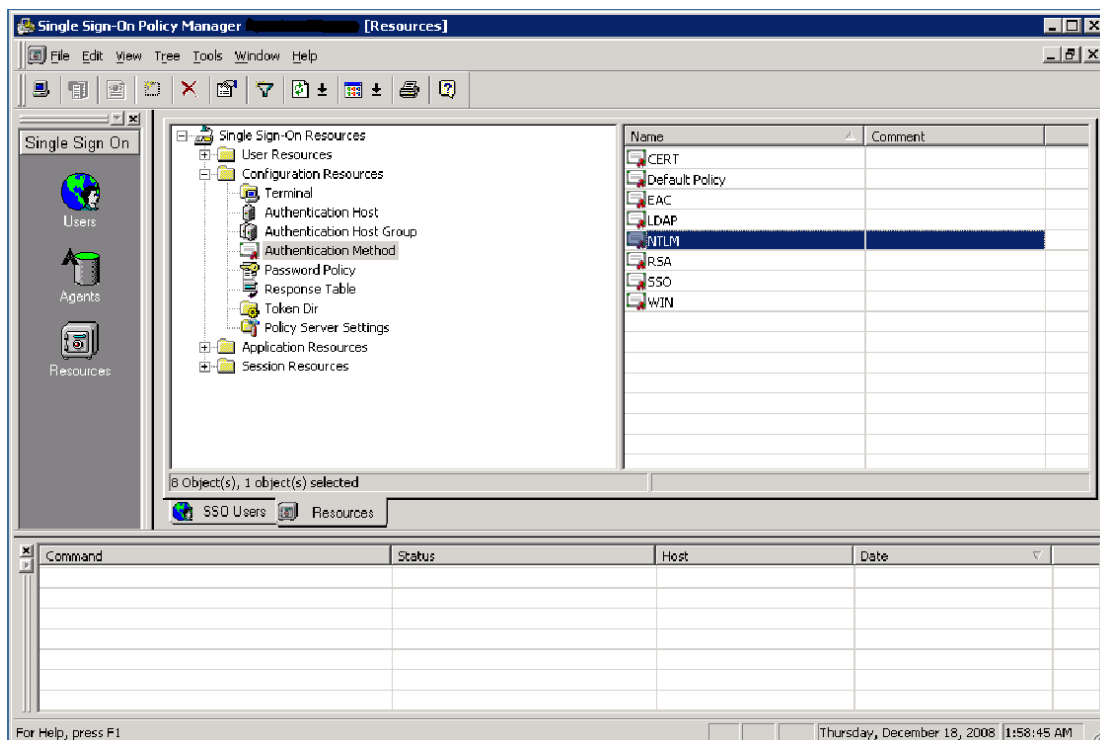 Single Sign-On Policy Manager [Resources]
File Edit View Tree Tools Window Help
Single Sign On
Users
Agents
Resources
Single Sign-On Resources
User Resources
Configuration Resources
Terminal
Authentication Host
Authentication Host Group
Authentication Method
Password Policy
Response Table
Token Dir
Policy Server Settings
Application Resources
Session Resources
Name Comment
CERT
Default Policy
EAC
LDAP
NTLM
RSA
SSO
WIN
8 Object(s), 1 object(s) selected
SSO Users Resources
Command Status Host Date
For Help, press F1 Thursday, December 18, 2008 1:58:45 AM